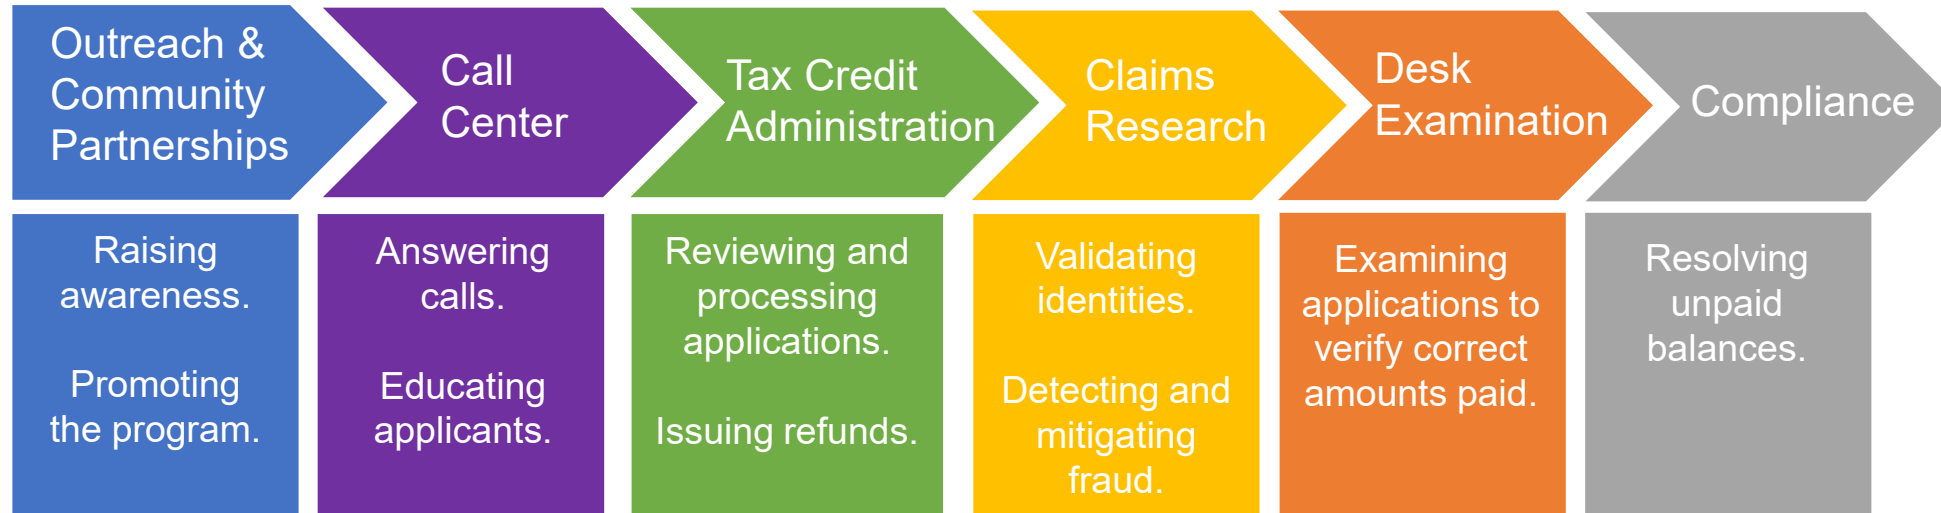 Outreach &
Community
Partnerships
Call
Center
Tax Credit
Administration
Claims
Research
Desk
Examination
Compliance
Raising
awareness.
Promoting
the program.
Answering
calls.
Educating
applicants.
Reviewing and
processing
applications.
Issuing refunds.
Validating
identities.
Detecting and
mitigating
fraud.
Examining
applications to
verify correct
amounts paid.
Resolving
unpaid
balances.